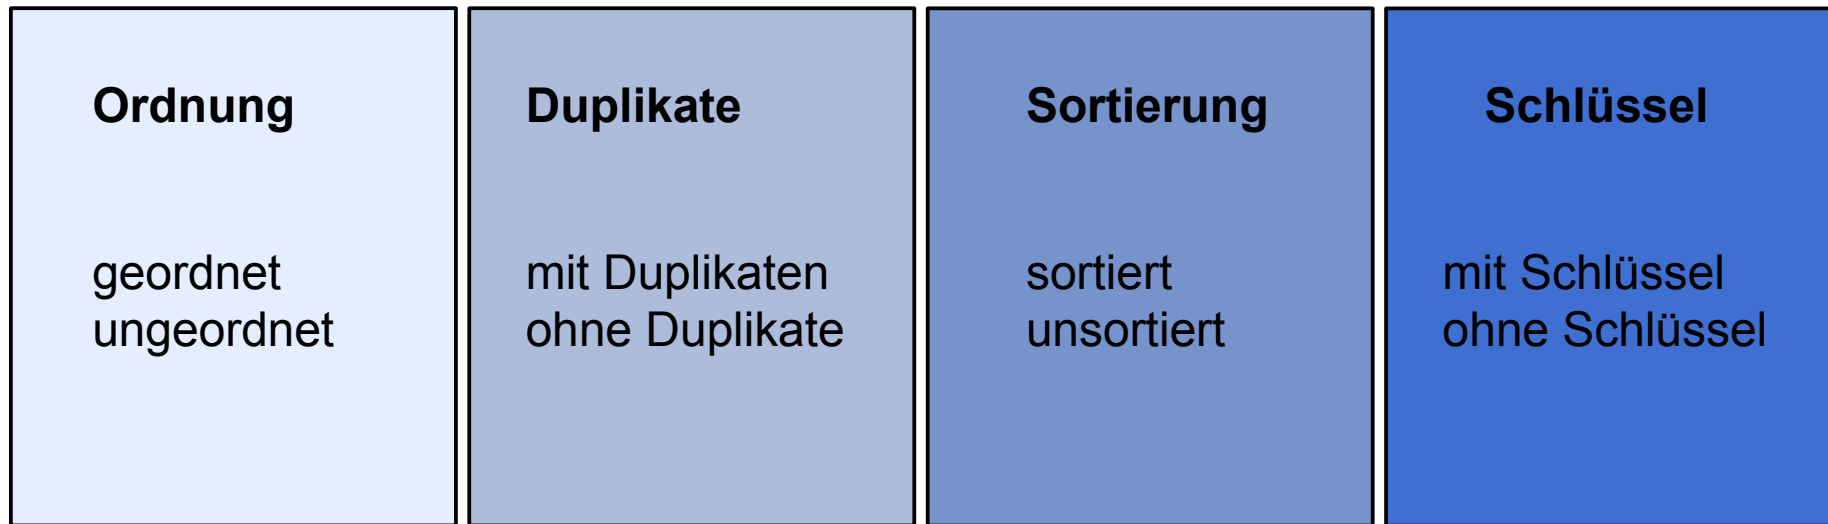 Ordnung
geordnet
ungeordnet
Duplikate
mit Duplikaten
ohne Duplikate
Sortierung
sortiert
unsortiert
Schlüssel
mit Schlüssel
ohne Schlüssel